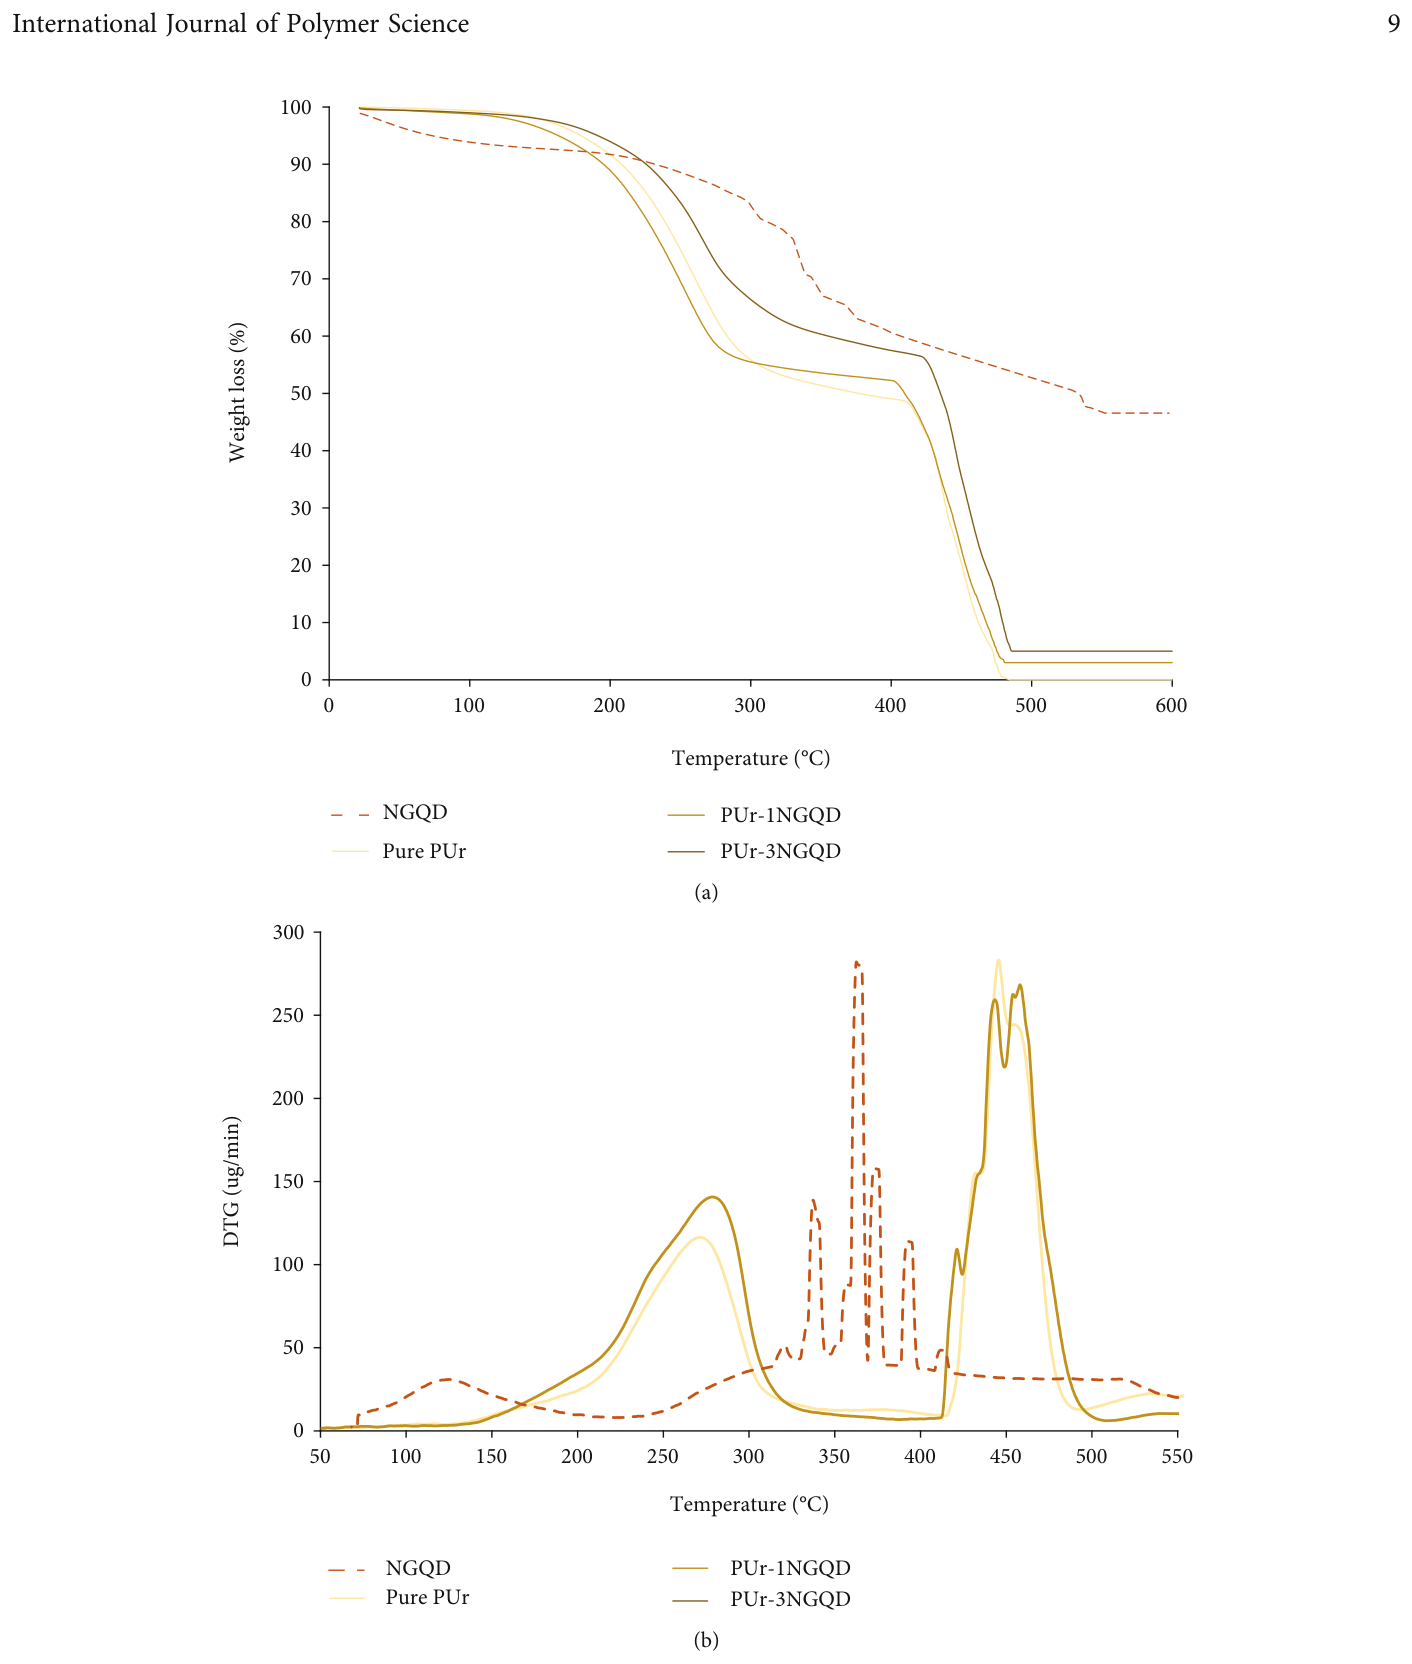 International Journal of Polymer Science 9
100
90
80
70
60
50
40
30
20
10
0
Weight loss (%)
0 100 200 300 400 500 600
Temperature (°C)
NGQD PUr-1NGQD
Pure PUr PUr-3NGQD
(a)
300
250
200
150
100
50
0
DTG (ug/min)
50 100 150 200 250 300 350 400 450 500 550
Temperature (°C)
NGQD PUr-1NGQD
Pure PUr PUr-3NGQD
(b)